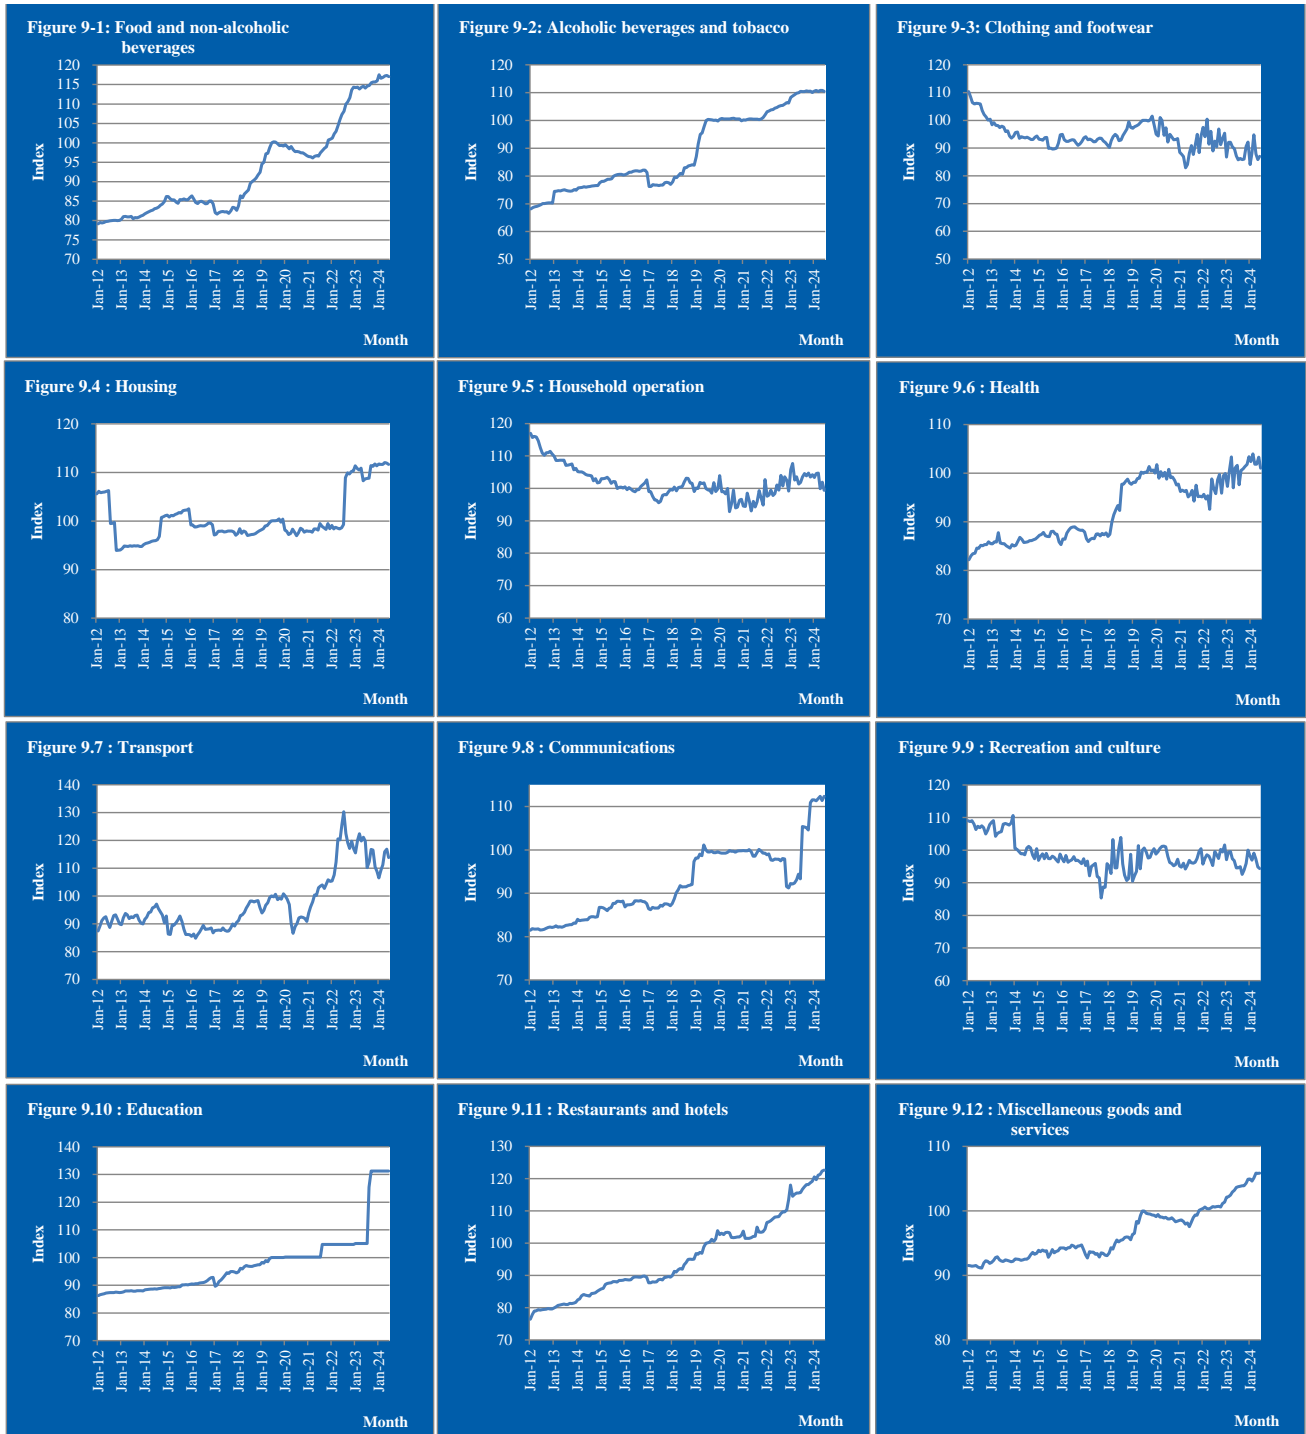 Figure 9-1: Food and non-alcoholic
beverages
120
115
110
105
100
95
90
85
80
75
70
Index
Jan-12
Jan-13
Jan-14
Jan-15
Jan-16
Jan-17
Jan-18
Jan-19
Jan-20
Jan-21
Jan-22
Jan-23
Jan-24
Month
Figure 9-2: Alcoholic beverages and tobacco
120
110
100
90
80
70
60
50
Index
Jan-12
Jan-13
Jan-14
Jan-15
Jan-16
Jan-17
Jan-18
Jan-19
Jan-20
Jan-21
Jan-22
Jan-23
Jan-24
Month
Figure 9-3: Clothing and footwear
120
110
100
90
80
70
60
50
Index
Jan-12
Jan-13
Jan-14
Jan-15
Jan-16
Jan-17
Jan-18
Jan-19
Jan-20
Jan-21
Jan-22
Jan-23
Jan-24
Month
Figure 9.4 : Housing
120
110
100
90
80
Index
Jan-12
Jan-13
Jan-14
Jan-15
Jan-16
Jan-17
Jan-18
Jan-19
Jan-20
Jan-21
Jan-22
Jan-23
Jan-24
Month
Figure 9.5 : Household operation
120
110
100
90
80
70
60
Index
Jan-12
Jan-13
Jan-14
Jan-15
Jan-16
Jan-17
Jan-18
Jan-19
Jan-20
Jan-21
Jan-22
Jan-23
Jan-24
Month
Figure 9.6 : Health
110
100
90
80
70
Index
Jan-12
Jan-13
Jan-14
Jan-15
Jan-16
Jan-17
Jan-18
Jan-19
Jan-20
Jan-21
Jan-22
Jan-23
Jan-24
Month
Figure 9.7 : Transport
140
130
120
110
100
90
80
70
Index
Jan-12
Jan-13
Jan-14
Jan-15
Jan-16
Jan-17
Jan-18
Jan-19
Jan-20
Jan-21
Jan-22
Jan-23
Jan-24
Month
Figure 9.8 : Communications
110
100
90
80
70
Index
Jan-12
Jan-13
Jan-14
Jan-15
Jan-16
Jan-17
Jan-18
Jan-19
Jan-20
Jan-21
Jan-22
Jan-23
Jan-24
Month
Figure 9.9 : Recreation and culture
120
110
100
90
80
70
60
Index
Jan-12
Jan-13
Jan-14
Jan-15
Jan-16
Jan-17
Jan-18
Jan-19
Jan-20
Jan-21
Jan-22
Jan-23
Jan-24
Month
Figure 9.10 : Education
140
130
120
110
100
90
80
70
Index
Jan-12
Jan-13
Jan-14
Jan-15
Jan-16
Jan-17
Jan-18
Jan-19
Jan-20
Jan-21
Jan-22
Jan-23
Jan-24
Month
Figure 9.11 : Restaurants and hotels
130
120
110
100
90
80
70
Index
Jan-12
Jan-13
Jan-14
Jan-15
Jan-16
Jan-17
Jan-18
Jan-19
Jan-20
Jan-21
Jan-22
Jan-23
Jan-24
Month
Figure 9.12 : Miscellaneous goods and
services
110
100
90
80
Index
Jan-12
Jan-13
Jan-14
Jan-15
Jan-16
Jan-17
Jan-18
Jan-19
Jan-20
Jan-21
Jan-22
Jan-23
Jan-24
Month